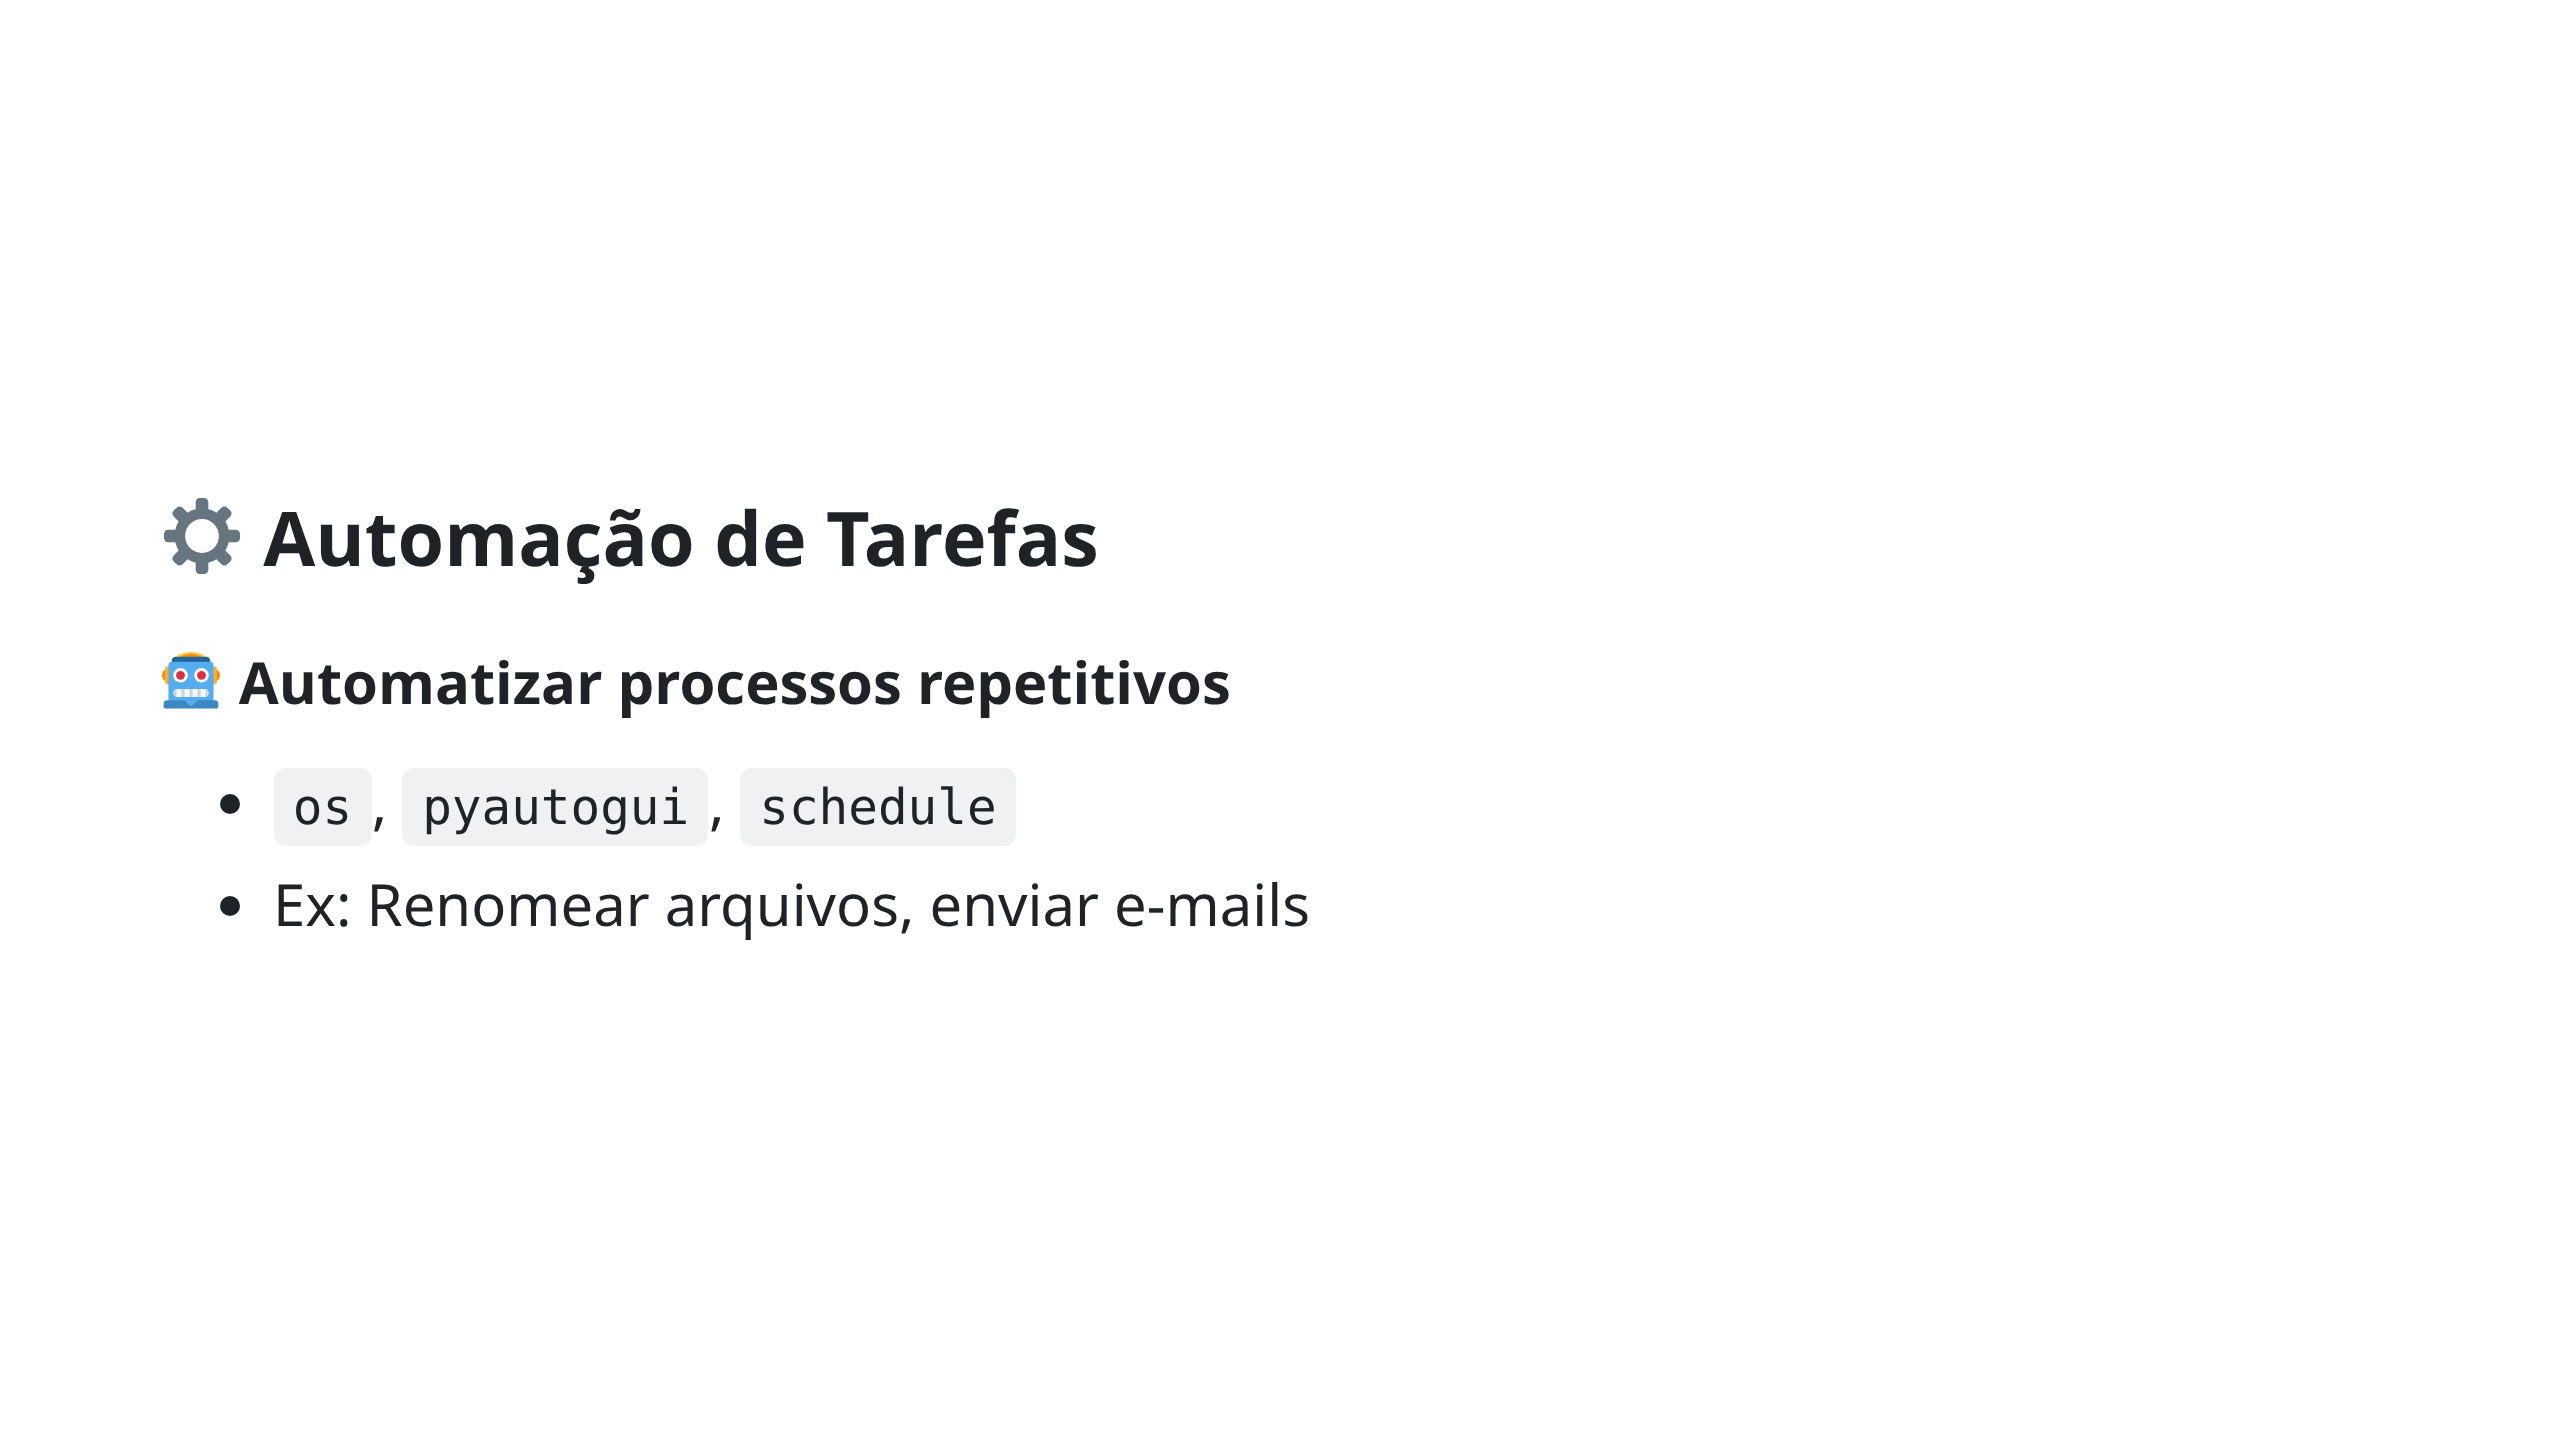 ⚙️ Automação de Tarefas
🤖 Automatizar processos repetitivos
• os, pyautogui, schedule
• Ex: Renomear arquivos, enviar e-mails